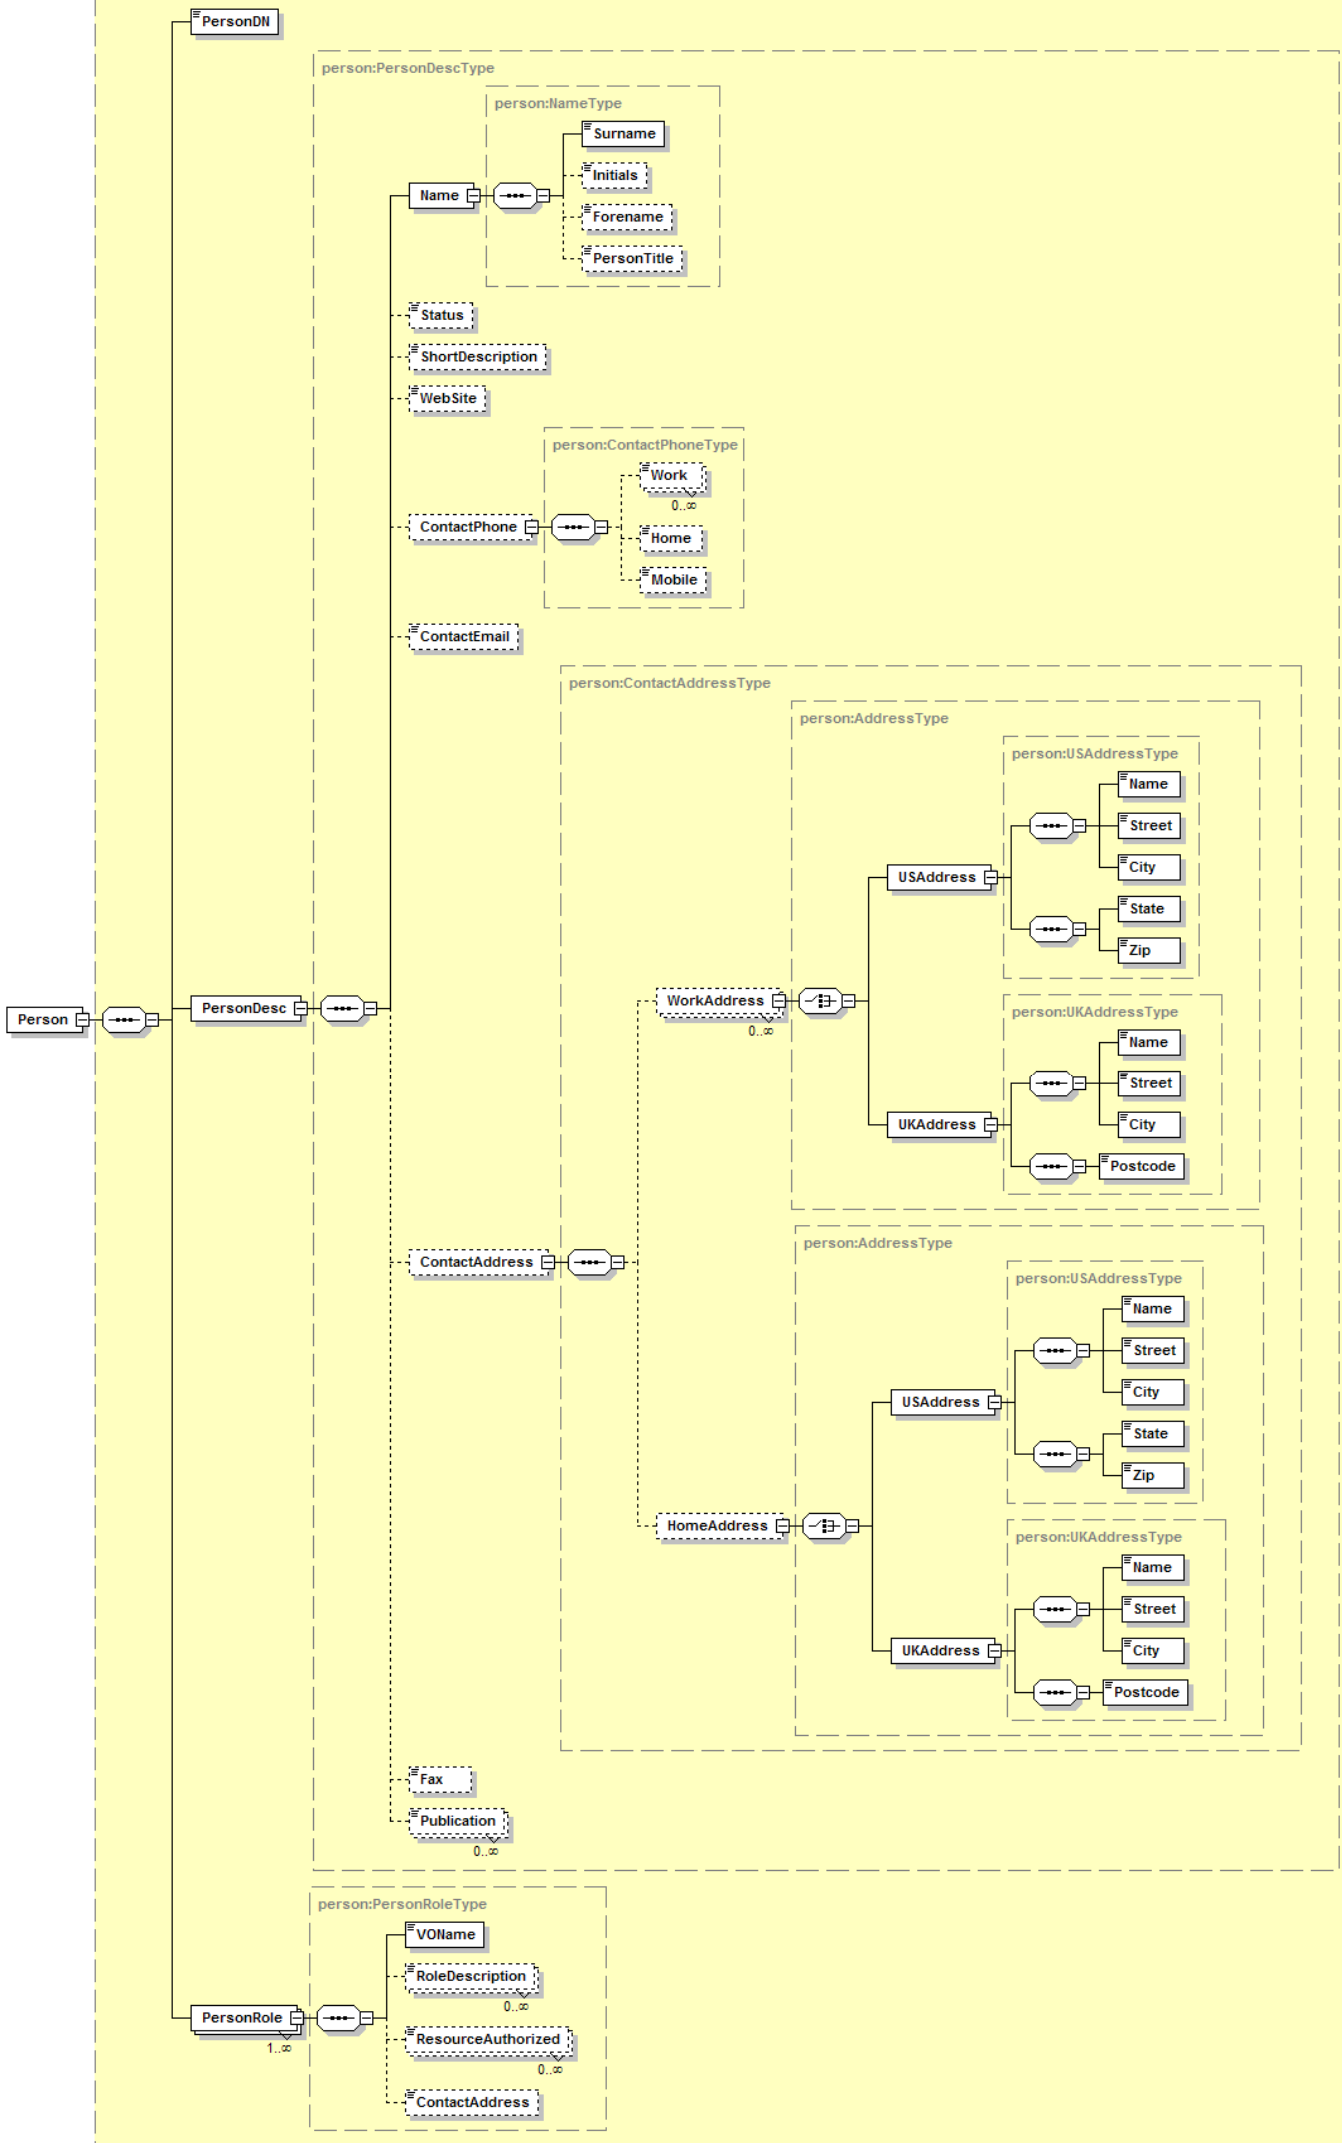 PersonDN
person:PersonDescType
person:NameType
Surname
Initials
Name
Forename
PersonTitle
Status
ShortDescription
WebSite
person:ContactPhoneType
Work
0..∞
ContactPhone
Home
Mobile
ContactEmail
person:ContactAddressType
person:AddressType
person:USAddressType
Name
Street
City
USAddress
State
Zip
WorkAddress
0..∞
PersonDesc
Person
person:UKAddressType
Name
Street
City
UKAddress
Postcode
person:AddressType
ContactAddress
person:USAddressType
Name
Street
City
USAddress
State
Zip
HomeAddress
person:UKAddressType
Name
Street
City
UKAddress
Postcode
Fax
Publication
0..∞
person:PersonRoleType
VOName
RoleDescription
0..∞
PersonRole
1..∞
ResourceAuthorized
0..∞
ContactAddress